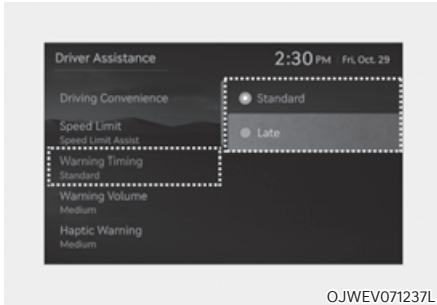 Driver Assistance
2:30 PM Fri, Oct. 29
Driving Convenience
Speed Limit
Speed Limit Assist
Warning Timing
Standard
Warning Volume
Medium
Haptic Warning
Medium
Standard
Late
OJWEV071237L